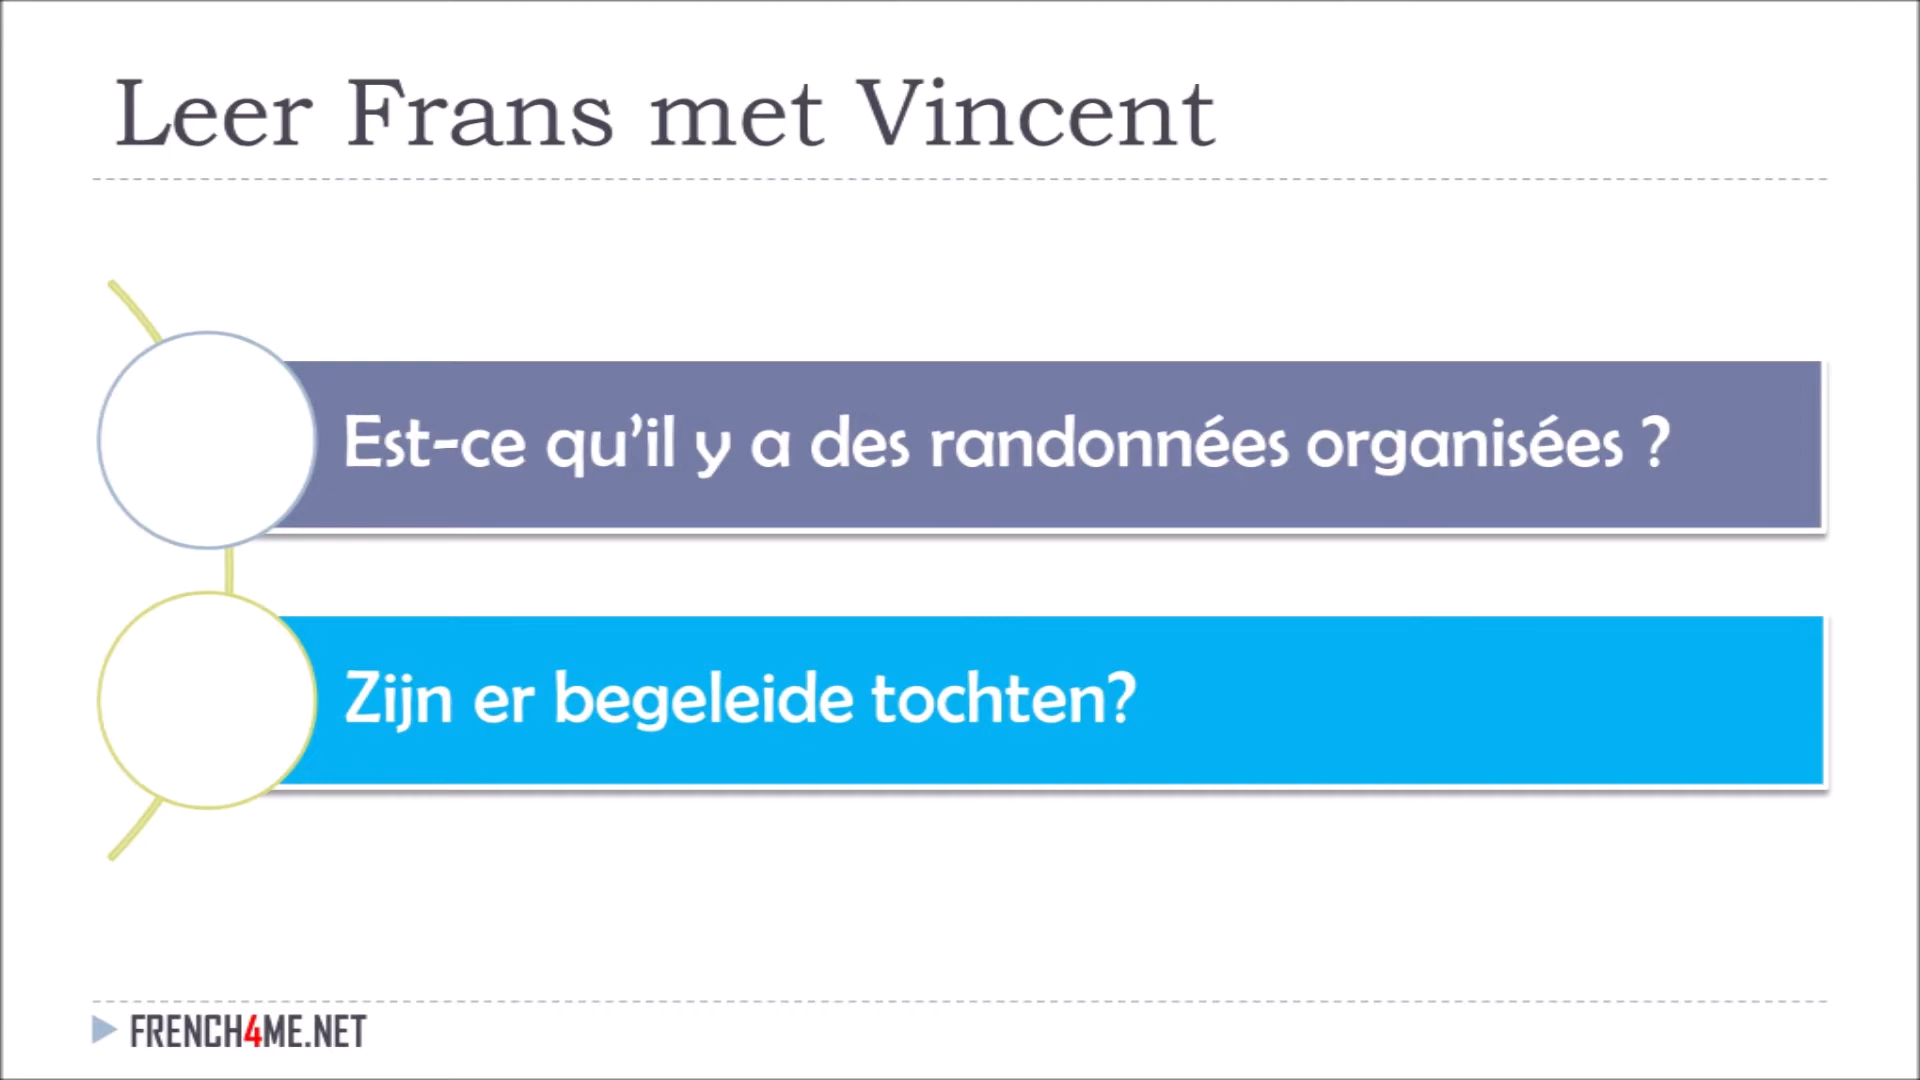 Leer Frans met Vincent
Est-ce qu’il y a des randonnées organisées ?
Zijn er begeleide tochten?
FRENCH4ME.NET